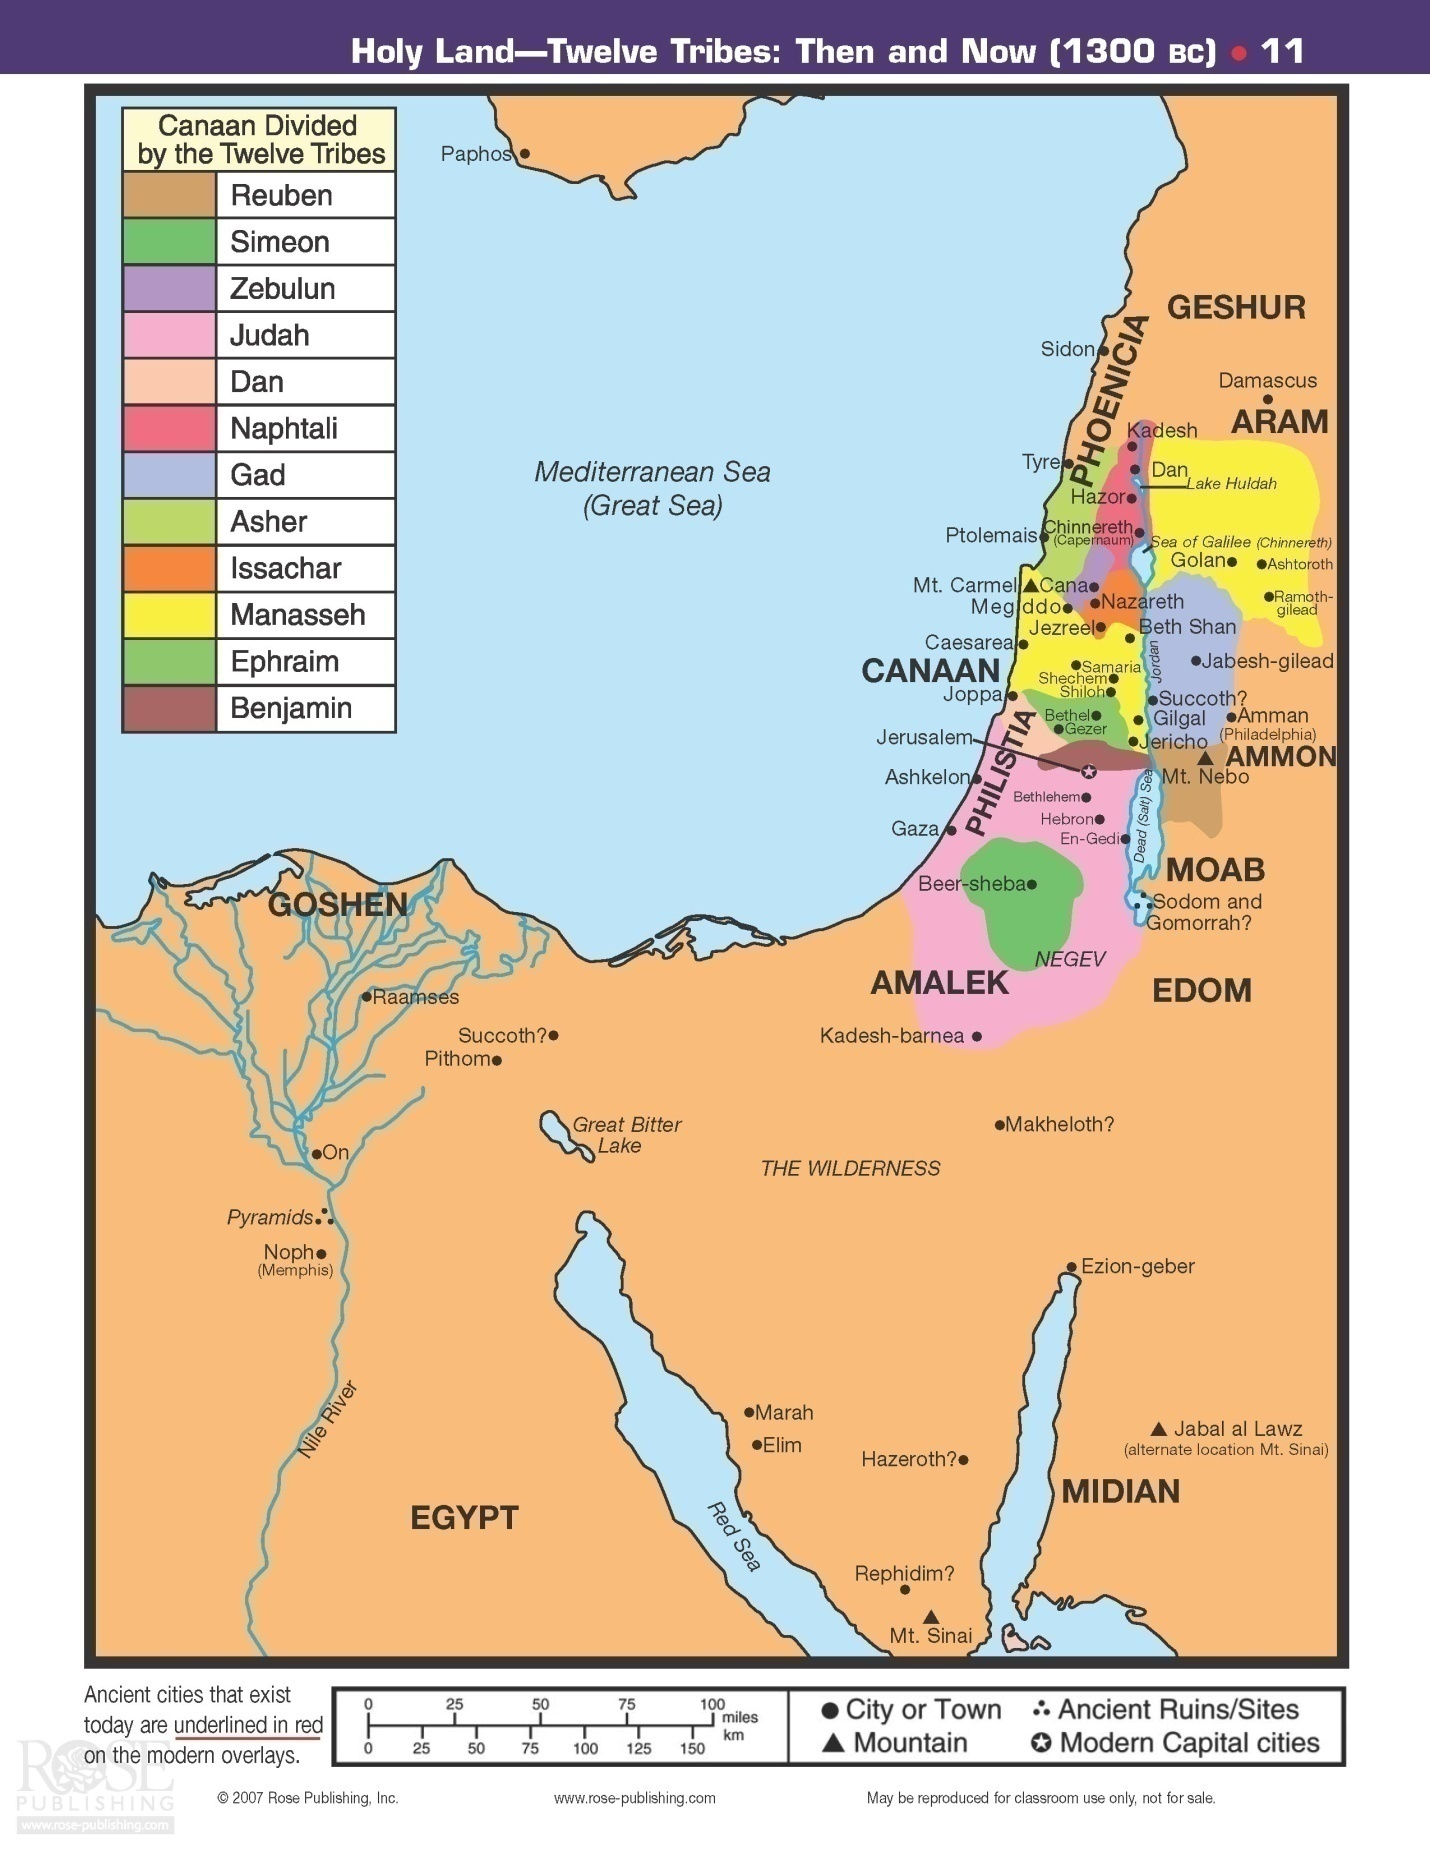 Holy Land—Twelve Tribes: Then and Now (1300 BC) • 11
Canaan Divided
by the Twelve Tribes
Reuben
Simeon
Zebulun
Judah
Dan
Naphtali
Gad
Asher
Issachar
Manasseh
Ephraim
Benjamin
Paphos
Mediterranean Sea
(Great Sea)
GESHUR
Sidon
PHOENICIA
Damascus
ARAM
Kadesh
Tyre
Dan
Lake Huldah
Hazor
Ptolemais
Chinnereth
(Capernaum)
Sea of Galilee (Chinnereth)
Golan
Ashtoroth
Mt. Carmel
Cana
Ramoth-
gilead
Megiddo
Nazareth
Jezreel
Beth Shan
Caesarea
Jordan
CANAAN
Samaria
Jabesh-gilead
Shechem
Shiloh
Joppa
Succoth?
Bethel
Gilgal
Amman
(Philadelphia)
Gezer
PHILISTIA
Jerusalem
Jericho
AMMON
Ashkelon
Mt. Nebo
Bethlehem
Dead (Salt) Sea
Hebron
Gaza
En-Gedi
MOAB
Beer-sheba
Sodom and
Gomorrah?
GOSHEN
NEGEV
AMALEK
EDOM
Raamses
Succoth?
Kadesh-barnea
Pithom
Great Bitter
Lake
Makheloth?
On
THE WILDERNESS
Pyramids
Noph
(Memphis)
Ezion-geber
Nile River
Marah
Elim
Jabal al Lawz
(alternate location Mt. Sinai)
Hazeroth?
MIDIAN
EGYPT
Red Sea
Rephidim?
Mt. Sinai
Ancient cities that exist
today are underlined in red
on the modern overlays.
0 25 50 75 100
miles
km
0 25 50 75 100 125 150
City or Town
Ancient Ruins/Sites
Mountain
Modern Capital cities
ROSE
PUBLISHING
www.rose-publishing.com
© 2007 Rose Publishing, Inc.
www.rose-publishing.com
May be reproduced for classroom use only, not for sale.